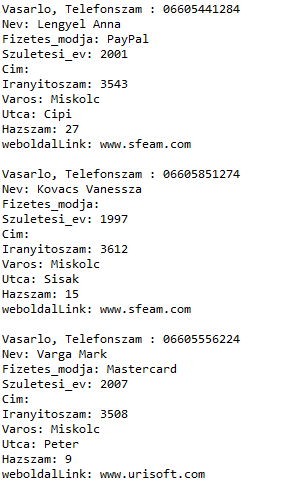 Vasarlo, Telefonszam : 06605441284
Nev: Lengyel Anna
Fizetes_modja: PayPal
Szuletesi_ev: 2001
Cim:
Iranyitoszam: 3543
Varos: Miskolc
Utca: Cipi
Hazszam: 27
weboldalLink: www.sfeam.com

Vasarlo, Telefonszam : 06605851274
Nev: Kovacs Vanessza
Fizetes_modja:
Szuletesi_ev: 1997
Cim:
Iranyitoszam: 3612
Varos: Miskolc
Utca: Sisak
Hazszam: 15
weboldalLink: www.sfeam.com

Vasarlo, Telefonszam : 06605556224
Nev: Varga Mark
Fizetes_modja: Mastercard
Szuletesi_ev: 2007
Cim:
Iranyitoszam: 3508
Varos: Miskolc
Utca: Peter
Hazszam: 9
weboldalLink: www.urisoft.com